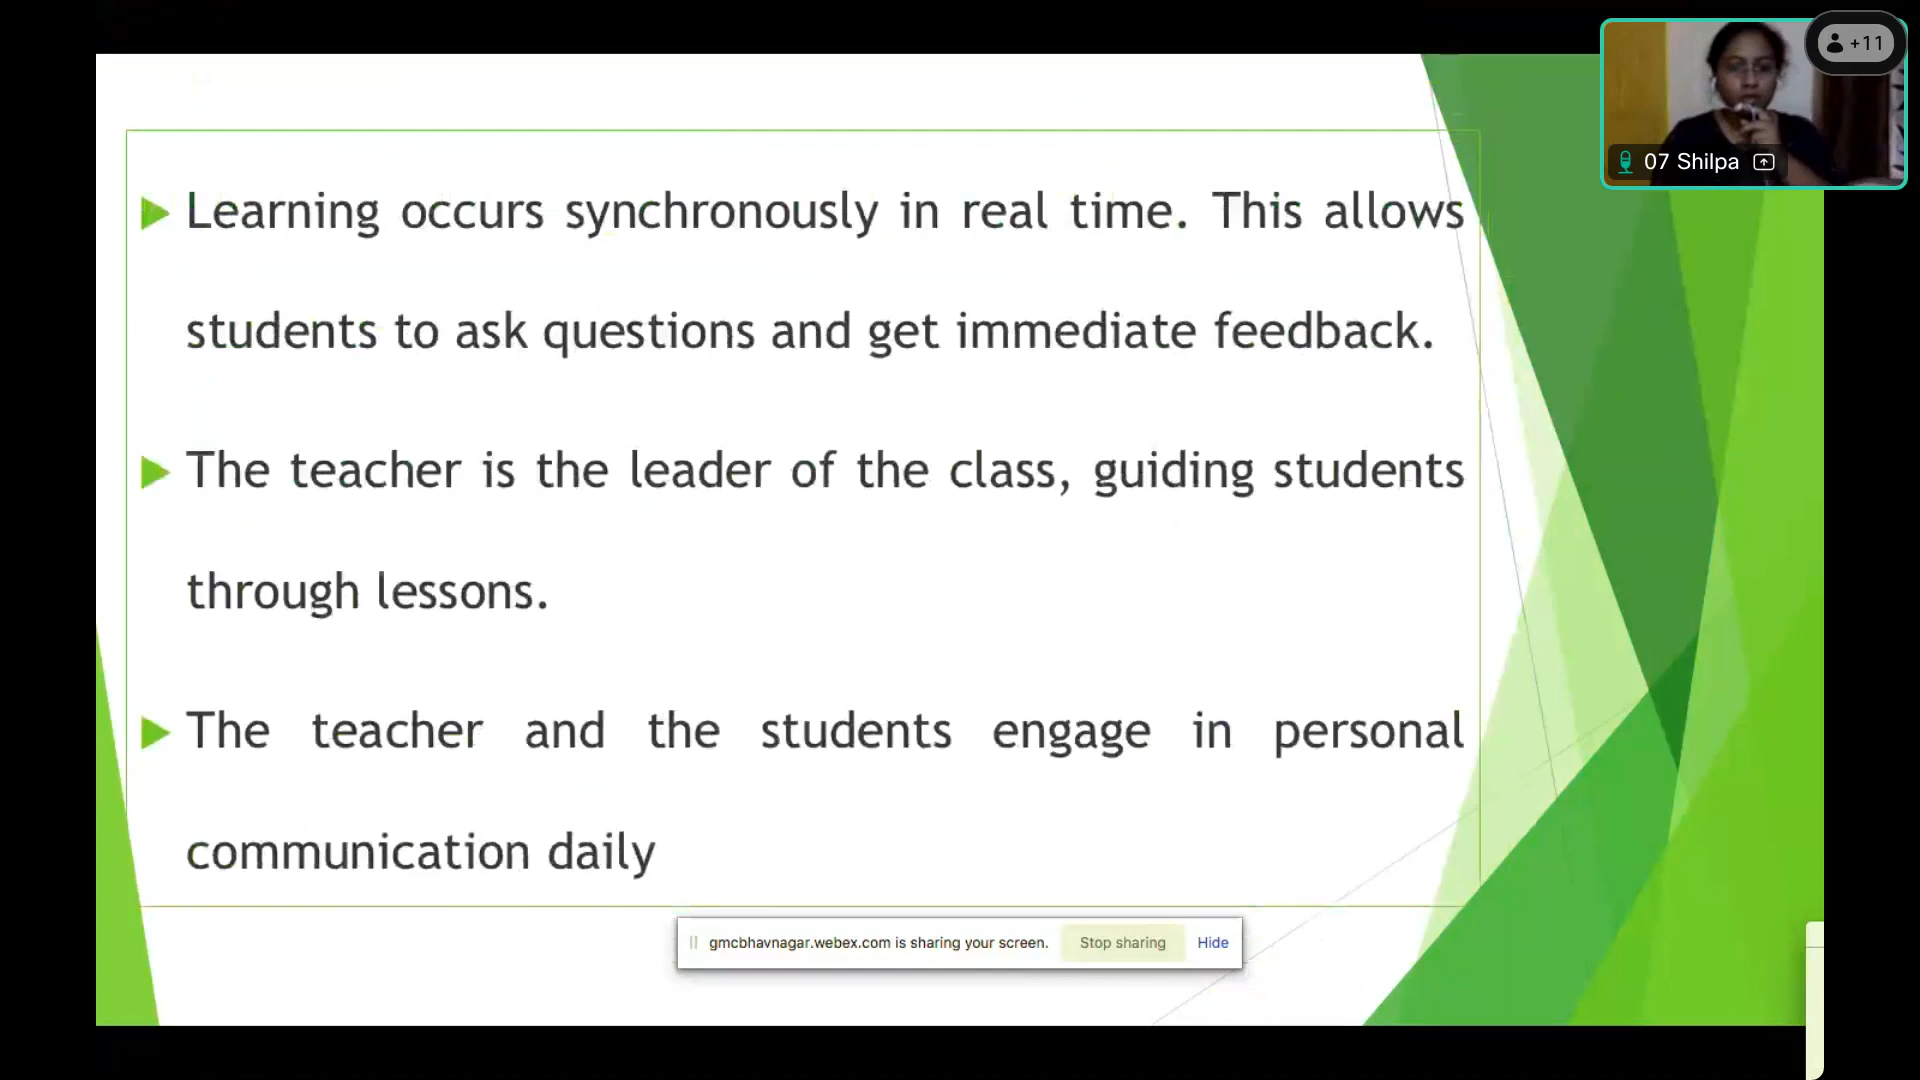 +11
07 Shilpa
Learning occurs synchronously in real time. This allows
students to ask questions and get immediate feedback.
The teacher is the leader of the class, guiding students
through lessons.
The teacher and the students engage in personal
communication daily
gmcbhavnagar.webex.com is sharing your screen. Stop sharing Hide